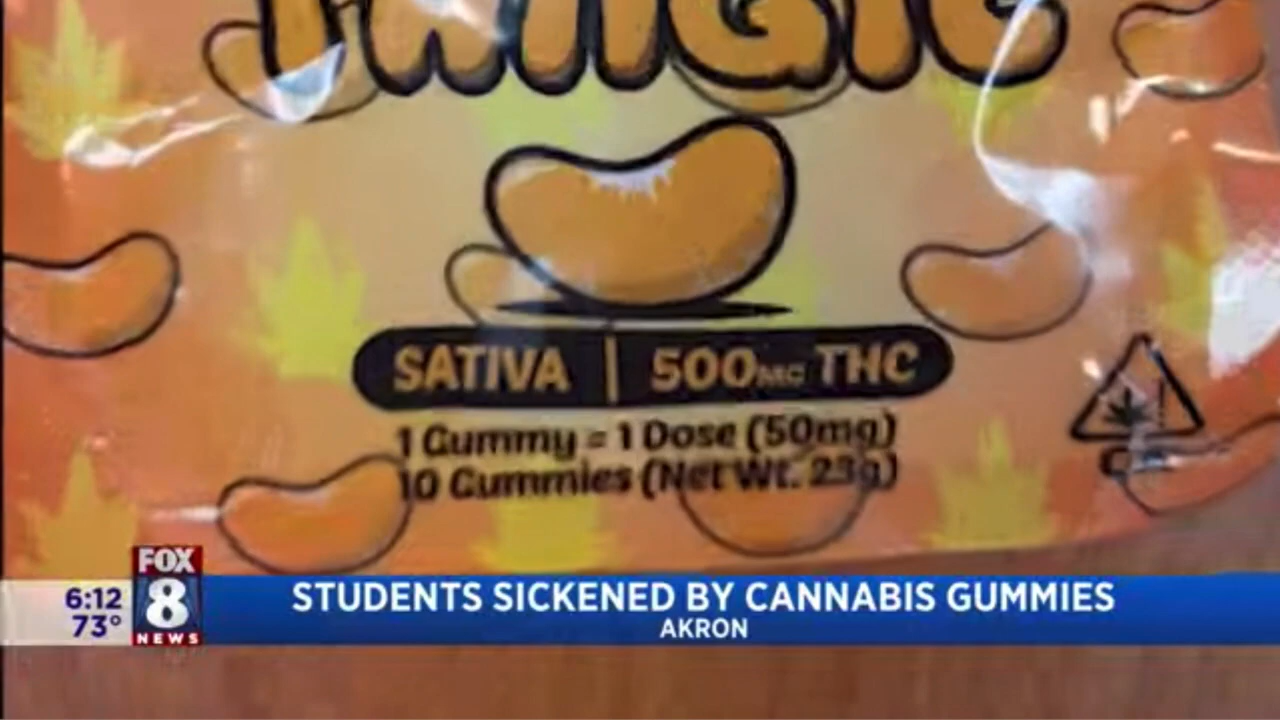 SATIVA | 500MG THC
1 Gummy = 1 Dose (50mg)
10 Gummies (Net Wt. 23g)
FOX
8
NEWS
6:12
73°
STUDENTS SICKENED BY CANNABIS GUMMIES
AKRON